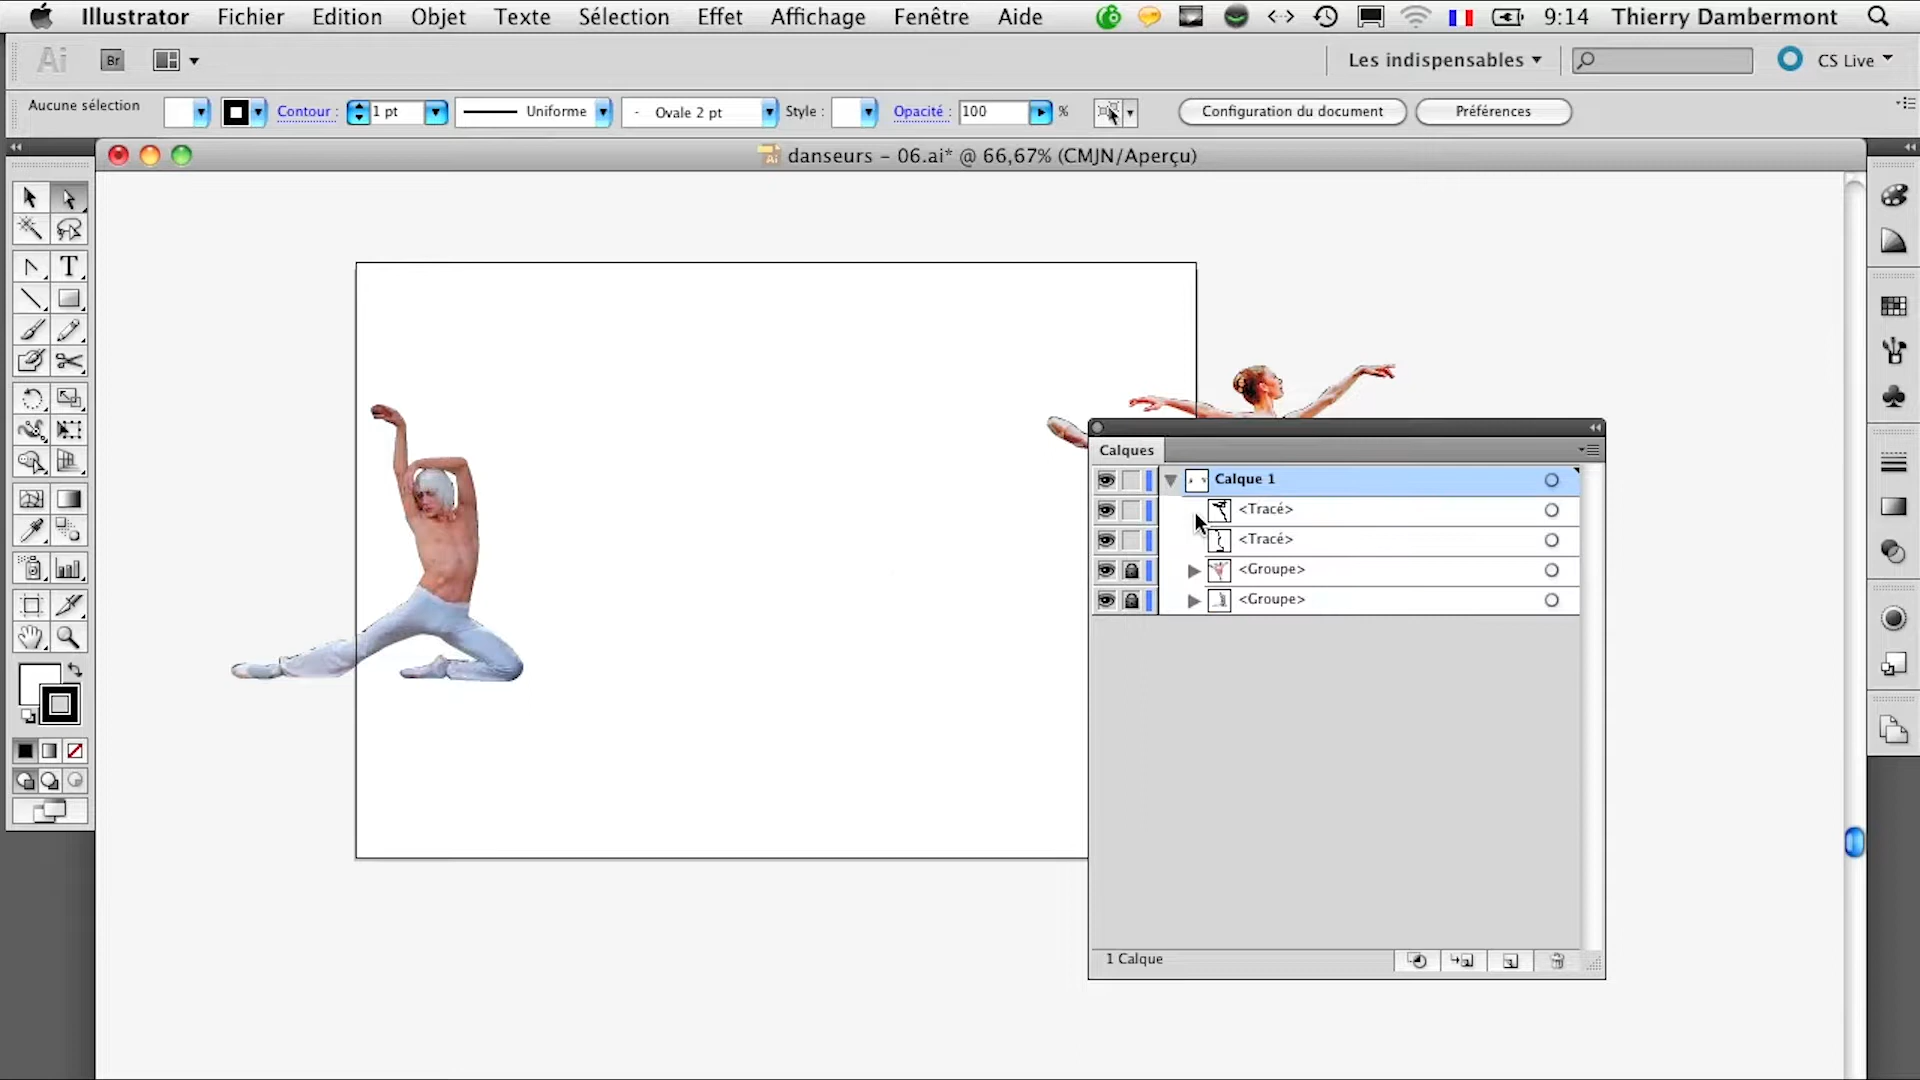 Illustrator Fichier Edition Objet Texte Sélection Effet Affichage Fenêtre Aide 9:14 Thierry Dambermont
Ai Br Les indispensables CS Live
Aucune sélection Contour : 1 pt Uniforme - Ovale 2 pt Style : Opacité : 100 % Configuration du document Préférences
danseurs - 06.ai* @ 66,67% (CMJN/Aperçu)
T
Calques
Calque 1
<Tracé>
<Tracé>
<Groupe>
<Groupe>
1 Calque